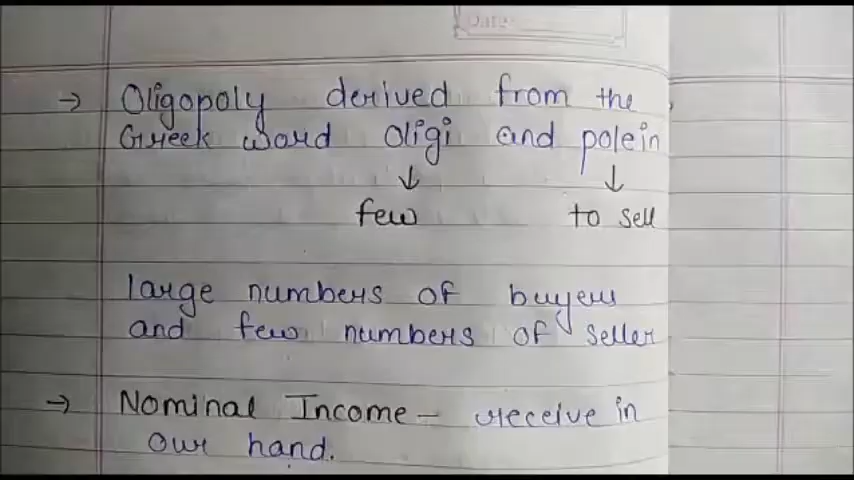 Date
→ Oligopoly derived from the
Greek word oligi and polein
↓ ↓
few to sell
large numbers of buyers
and few numbers of seller
→ Nominal Income - receive in
our hand.